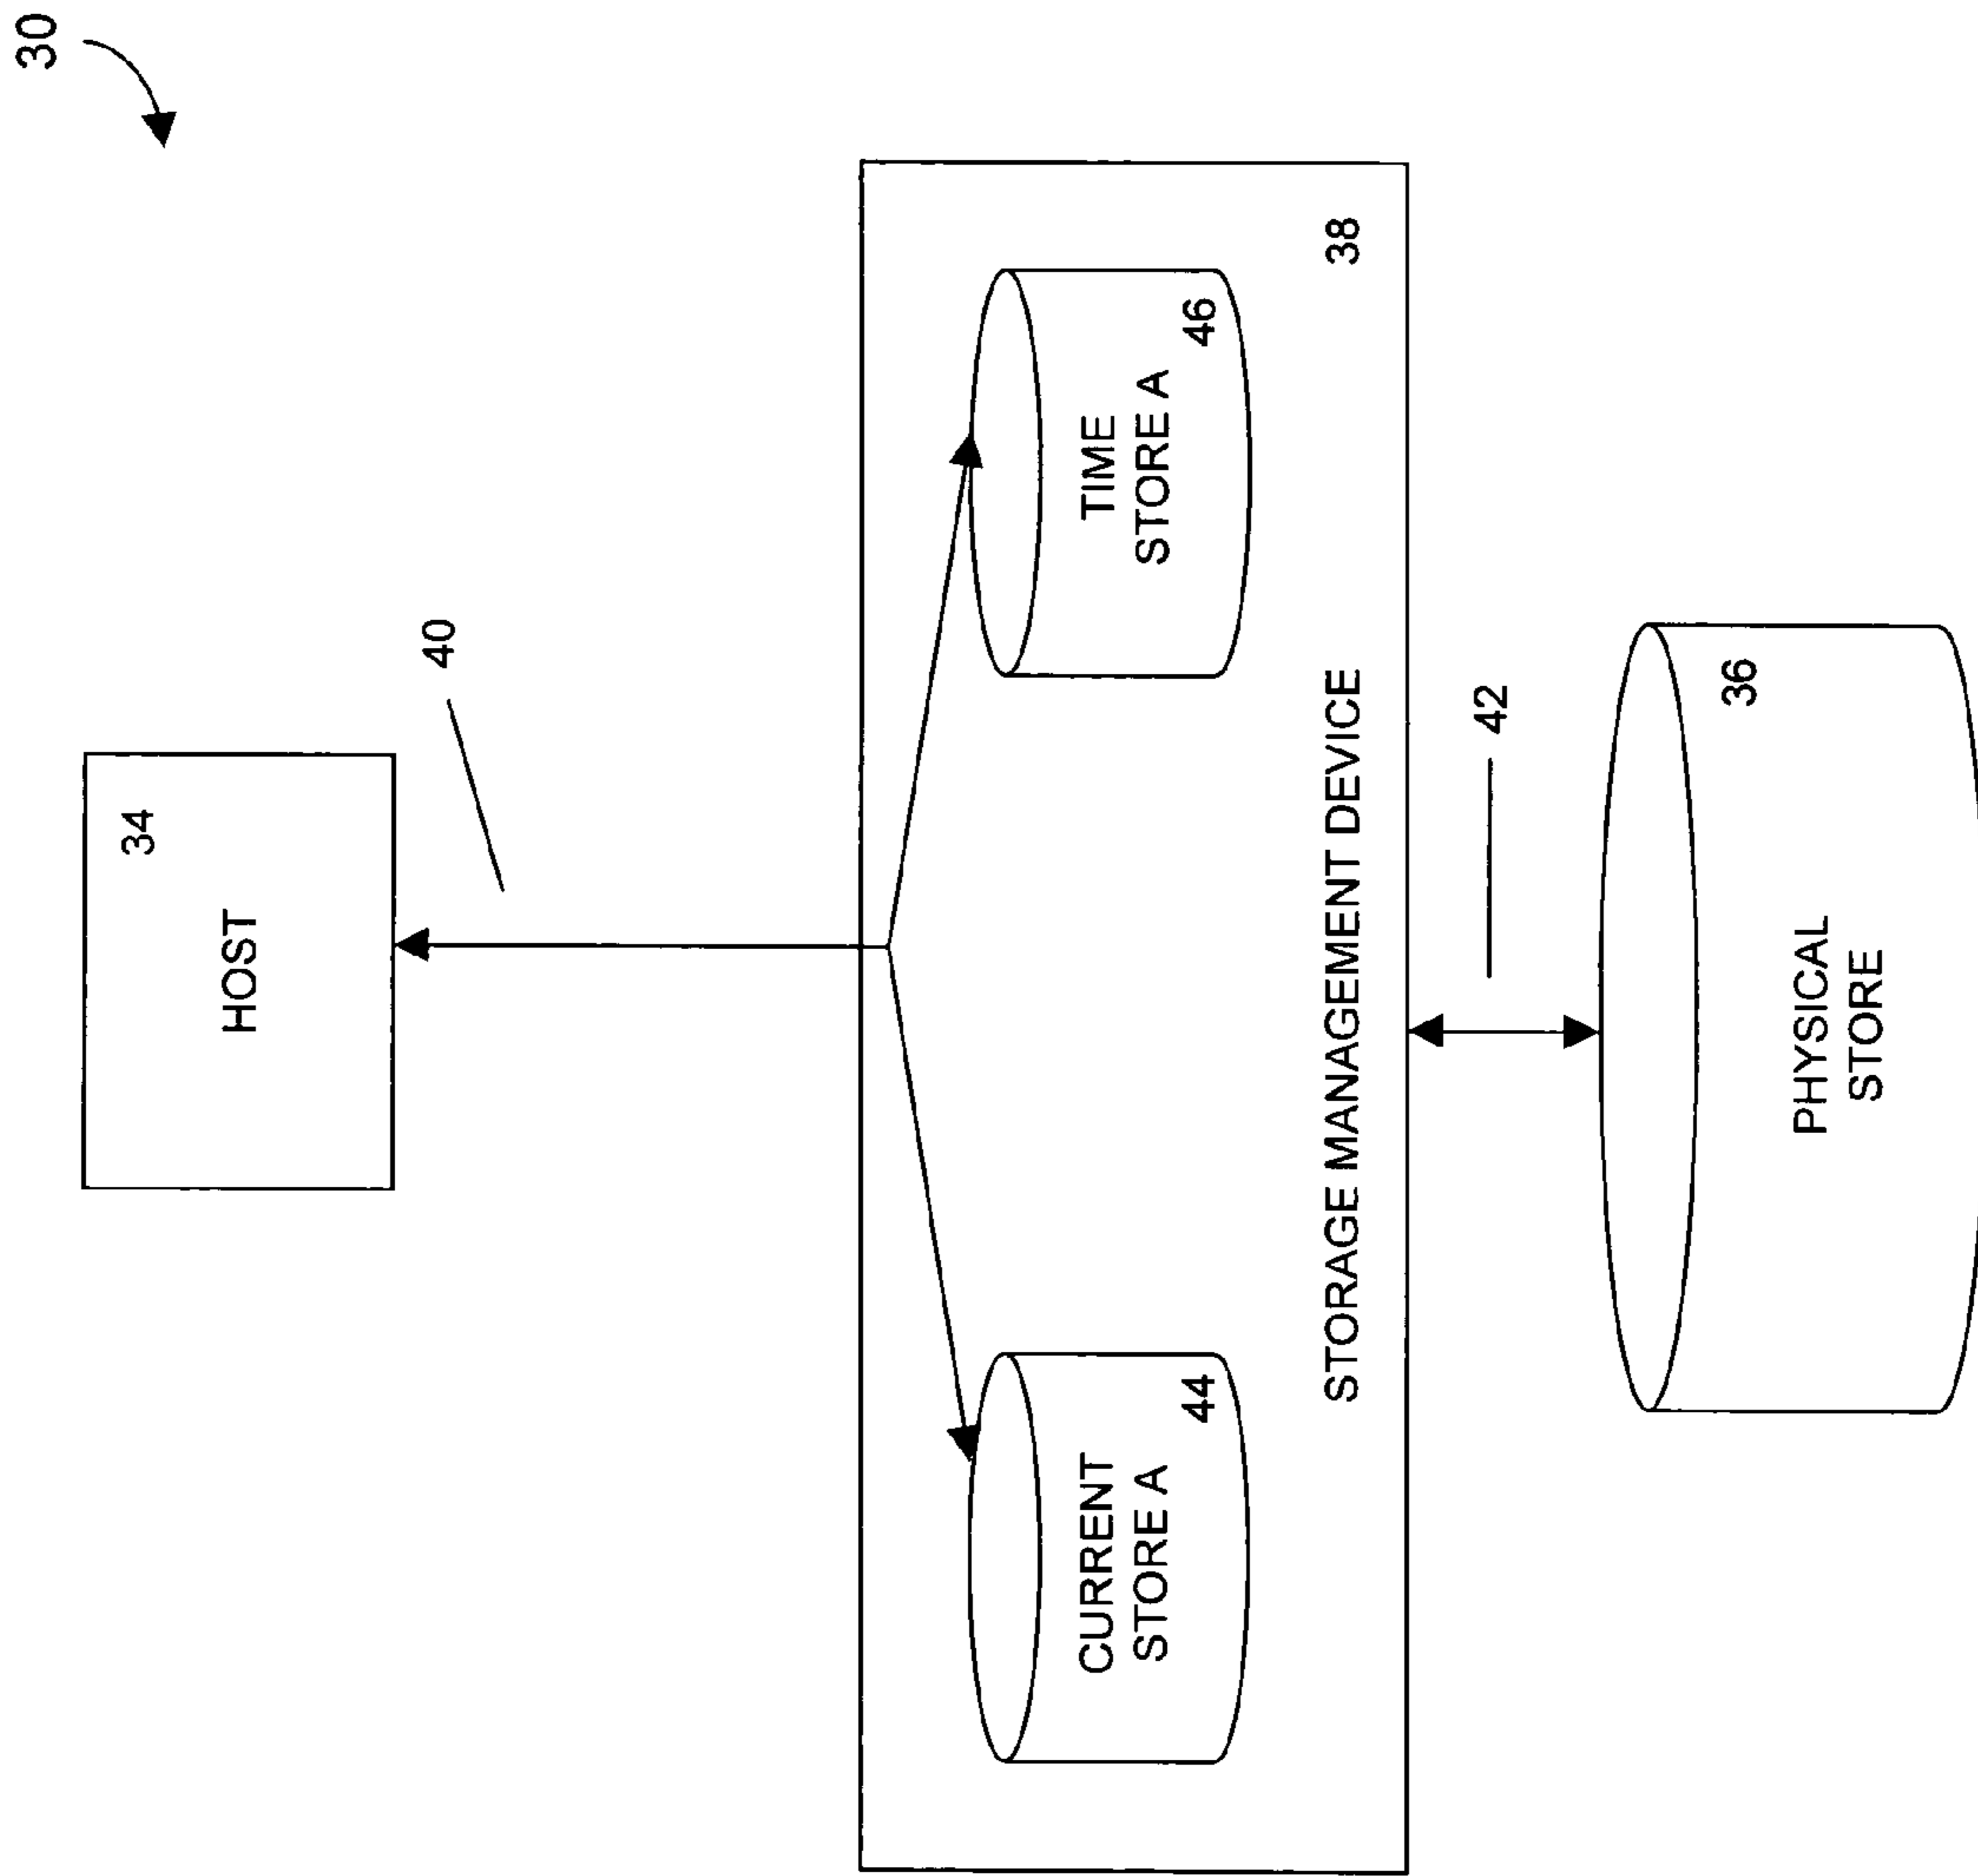 30
34
HOST
40
TIME
STORE A
46
CURRENT
STORE A
44
STORAGE MANAGEMENT DEVICE
38
42
36
PHYSICAL
STORE